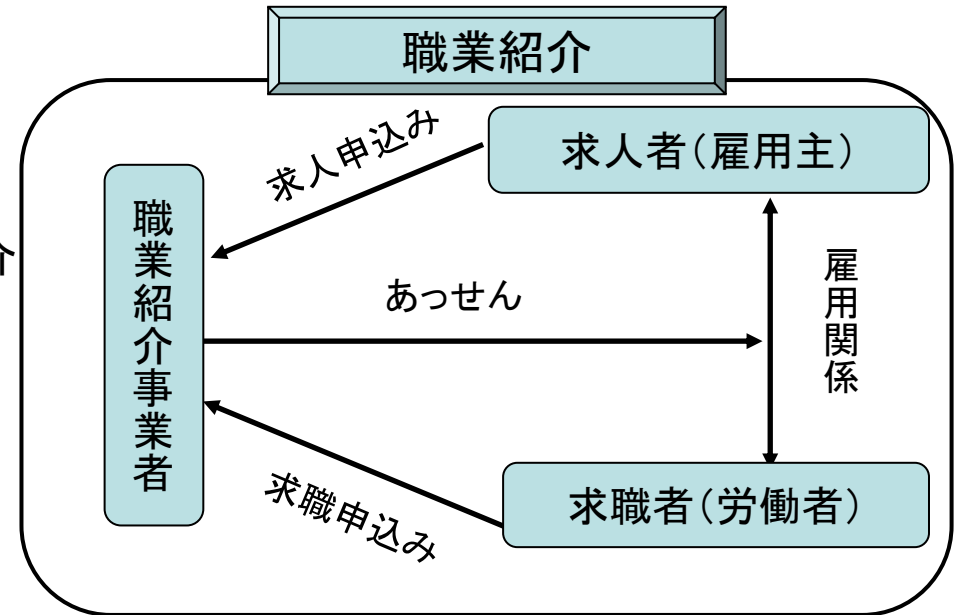 職業紹介
求人申込み
求人者（雇用主）
職業紹介事業者
介
あっせん
雇用関係
求職申込み
求職者（労働者）